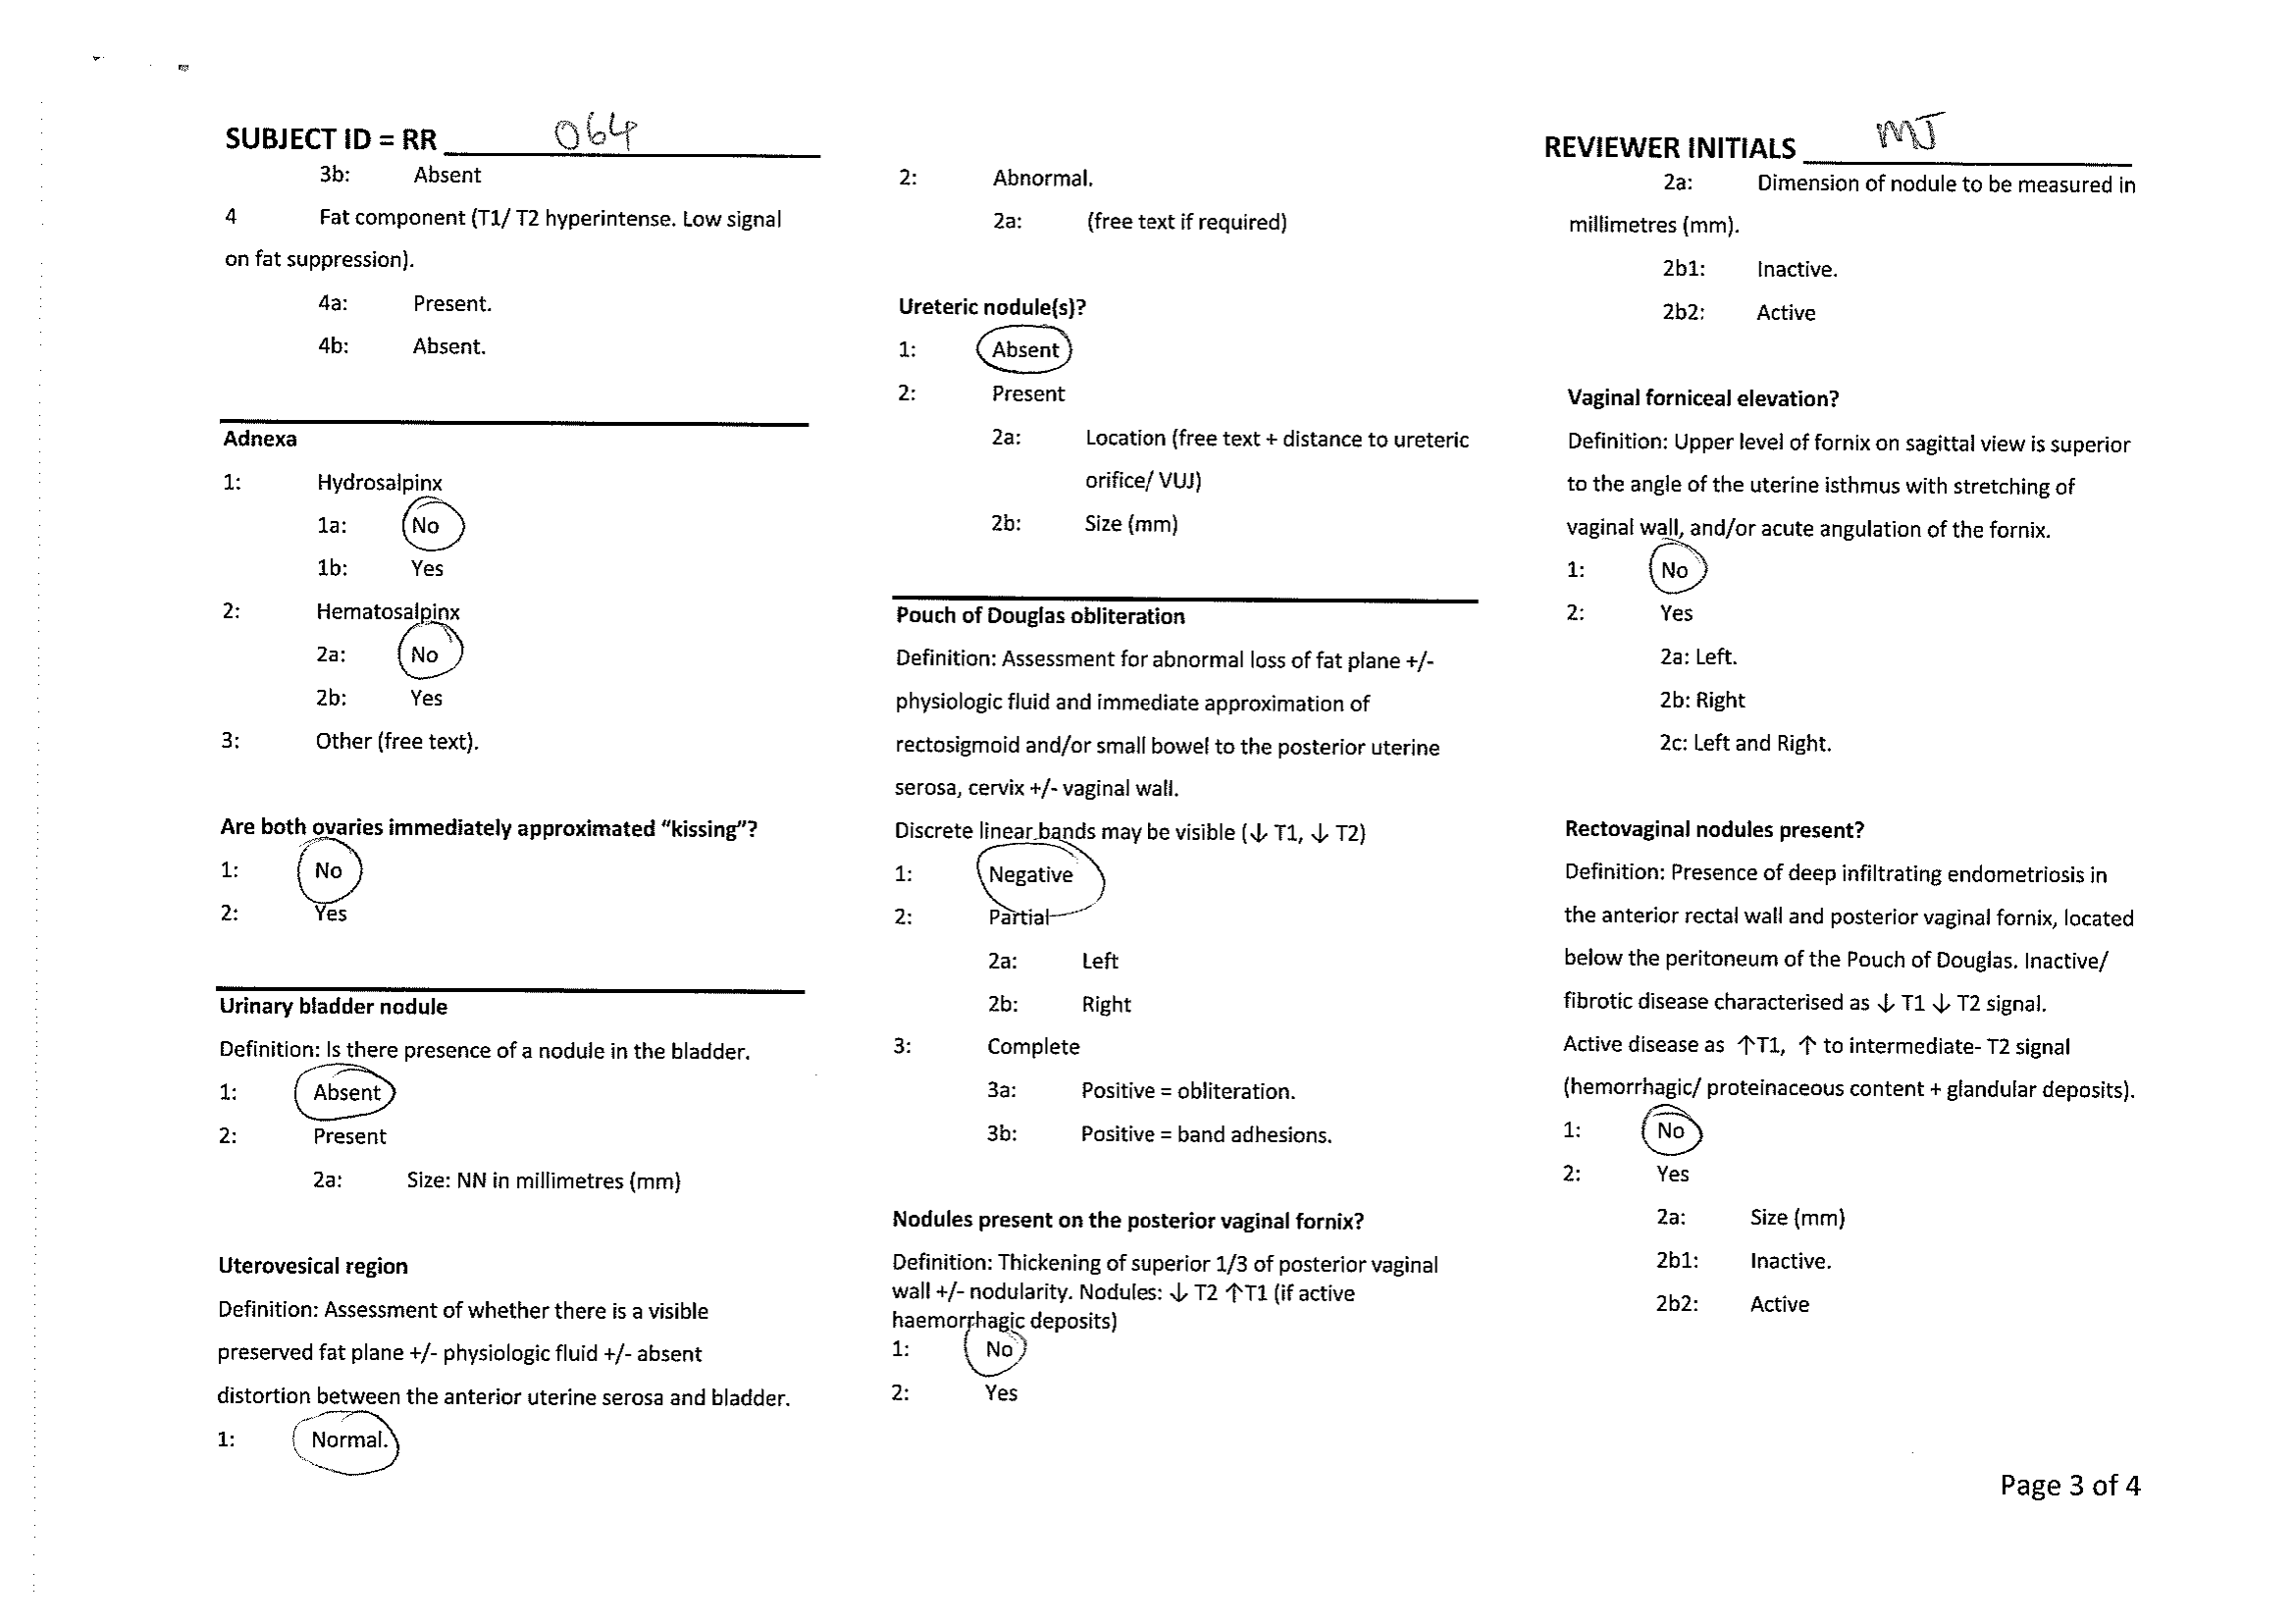 SUBJECT ID = RR 064
3b: Absent
4 Fat component (T1/ T2 hyperintense. Low signal
on fat suppression).
4a: Present.
4b: Absent.
Adnexa
1: Hydrosalpinx
1a: No
1b: Yes
2: Hematosalpinx
2a: No
2b: Yes
3: Other (free text).
Are both ovaries immediately approximated “kissing”?
1: No
2: Yes
Urinary bladder nodule
Definition: Is there presence of a nodule in the bladder.
1: Absent
2: Present
2a: Size: NN in millimetres (mm)
Uterovesical region
Definition: Assessment of whether there is a visible
preserved fat plane +/- physiologic fluid +/- absent
distortion between the anterior uterine serosa and bladder.
1: Normal.
2: Abnormal.
2a: (free text if required)
Ureteric nodule(s)?
1: Absent
2: Present
2a: Location (free text + distance to ureteric
orifice/ VUJ)
2b: Size (mm)
Pouch of Douglas obliteration
Definition: Assessment for abnormal loss of fat plane +/-
physiologic fluid and immediate approximation of
rectosigmoid and/or small bowel to the posterior uterine
serosa, cervix +/- vaginal wall.
Discrete linear bands may be visible (↓ T1, ↓ T2)
1: Negative
2: Partial
2a: Left
2b: Right
3: Complete
3a: Positive = obliteration.
3b: Positive = band adhesions.
Nodules present on the posterior vaginal fornix?
Definition: Thickening of superior 1/3 of posterior vaginal
wall +/- nodularity. Nodules: ↓ T2 ↑T1 (if active
haemorrhagic deposits)
1: No
2: Yes
REVIEWER INITIALS MJ
2a: Dimension of nodule to be measured in
millimetres (mm).
2b1: Inactive.
2b2: Active
Vaginal forniceal elevation?
Definition: Upper level of fornix on sagittal view is superior
to the angle of the uterine isthmus with stretching of
vaginal wall, and/or acute angulation of the fornix.
1: No
2: Yes
2a: Left.
2b: Right
2c: Left and Right.
Rectovaginal nodules present?
Definition: Presence of deep infiltrating endometriosis in
the anterior rectal wall and posterior vaginal fornix, located
below the peritoneum of the Pouch of Douglas. Inactive/
fibrotic disease characterised as ↓ T1 ↓ T2 signal.
Active disease as ↑T1, ↑ to intermediate- T2 signal
(hemorrhagic/ proteinaceous content + glandular deposits).
1: No
2: Yes
2a: Size (mm)
2b1: Inactive.
2b2: Active
Page 3 of 4